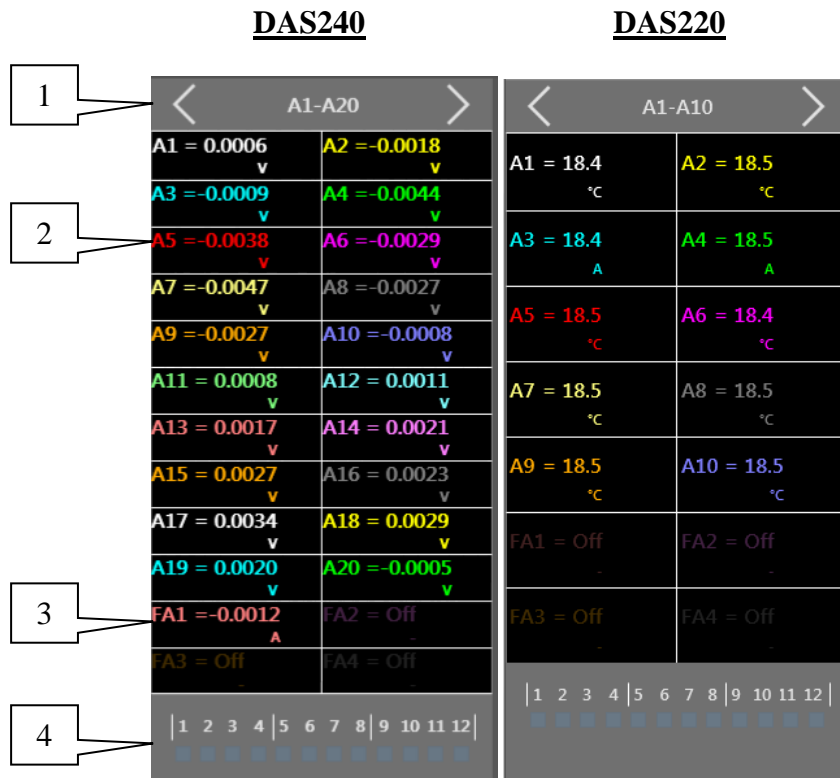 DAS240 DAS220
1
A1-A20
A1 = 0.0006 A2 =-0.0018
V V
A3 =-0.0009 A4 =-0.0044
V V
2
A5 =-0.0038 A6 =-0.0029
V V
A7 =-0.0047 A8 =-0.0027
V V
A9 =-0.0027 A10 =-0.0008
V V
A11 = 0.0008 A12 = 0.0011
V V
A13 = 0.0017 A14 = 0.0021
V V
A15 = 0.0027 A16 = 0.0023
V V
A17 = 0.0034 A18 = 0.0029
V V
A19 = 0.0020 A20 =-0.0005
V V
3
FA1 =-0.0012 FA2 = Off
A -
FA3 = Off FA4 = Off
- -
4
1 2 3 4 5 6 7 8 9 10 11 12
A1-A10
A1 = 18.4 A2 = 18.5
°C °C
A3 = 18.4 A4 = 18.5
A A
A5 = 18.5 A6 = 18.4
°C °C
A7 = 18.5 A8 = 18.5
°C °C
A9 = 18.5 A10 = 18.5
°C °C
FA1 = Off FA2 = Off
- -
FA3 = Off FA4 = Off
- -
1 2 3 4 5 6 7 8 9 10 11 12